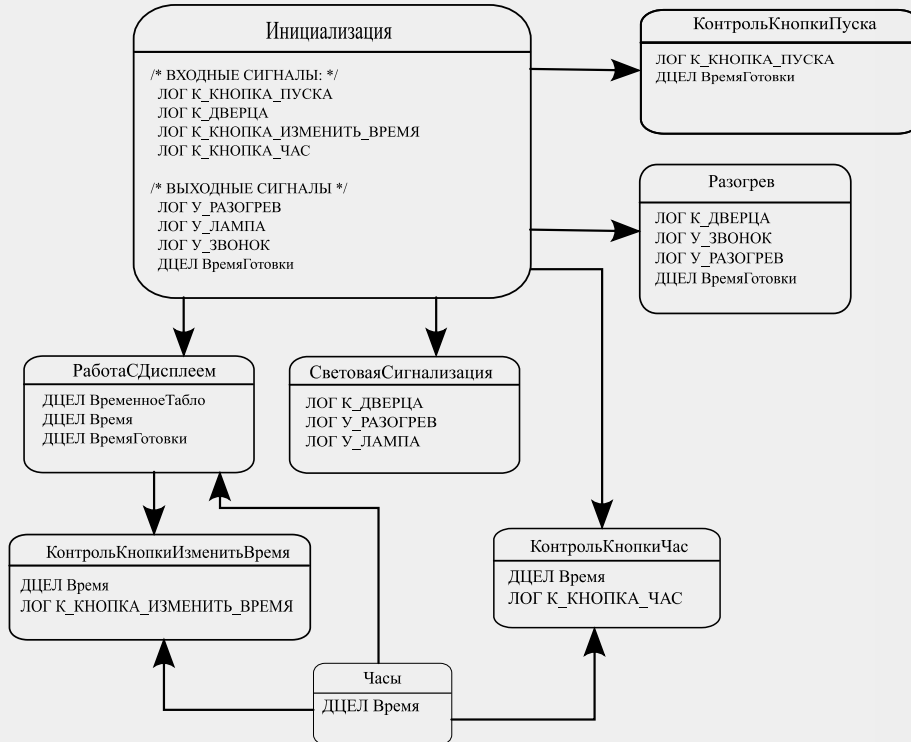 Инициализация
/* ВХОДНЫЕ СИГНАЛЫ: */
ЛОГ К_КНОПКА_ПУСКА
ЛОГ К_ДВЕРЦА
ЛОГ К_КНОПКА_ИЗМЕНИТЬ_ВРЕМЯ
ЛОГ К_КНОПКА_ЧАС
/* ВЫХОДНЫЕ СИГНАЛЫ */
ЛОГ У_РАЗОГРЕВ
ЛОГ У_ЛАМПА
ЛОГ У_ЗВОНОК
ДЦЕЛ ВремяГотовки
КонтрольКнопкиПуска
ЛОГ К_КНОПКА_ПУСКА
ДЦЕЛ ВремяГотовки
Разогрев
ЛОГ К_ДВЕРЦА
ЛОГ У_ЗВОНОК
ЛОГ У_РАЗОГРЕВ
ДЦЕЛ ВремяГотовки
РаботаСДисплеем
ДЦЕЛ ВременноеТабло
ДЦЕЛ Время
ДЦЕЛ ВремяГотовки
СветоваяСигнализация
ЛОГ К_ДВЕРЦА
ЛОГ У_РАЗОГРЕВ
ЛОГ У_ЛАМПА
КонтрольКнопкиИзменитьВремя
ДЦЕЛ Время
ЛОГ К_КНОПКА_ИЗМЕНИТЬ_ВРЕМЯ
КонтрольКнопкиЧас
ДЦЕЛ Время
ЛОГ К_КНОПКА_ЧАС
Часы
ДЦЕЛ Время